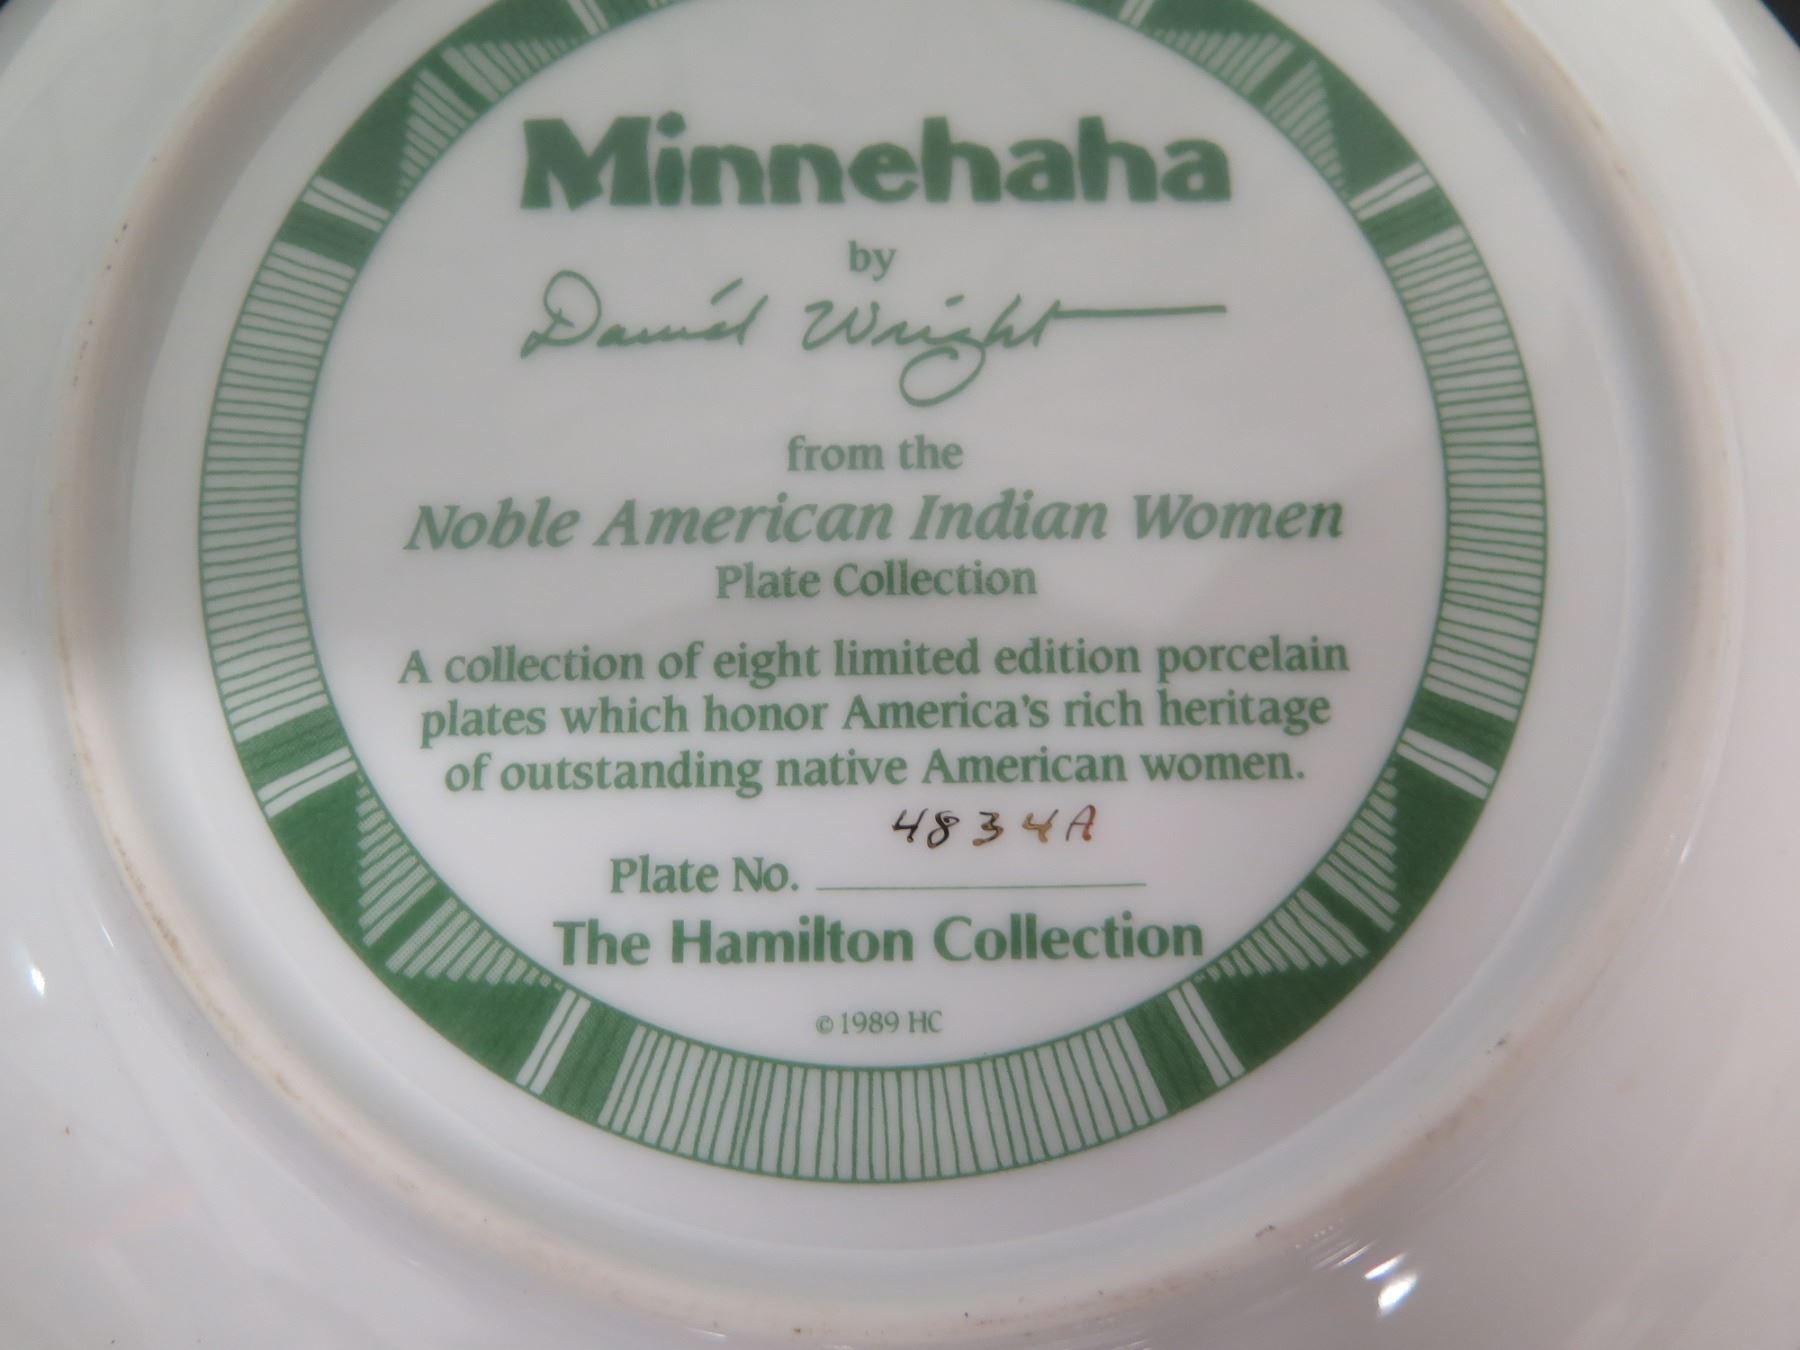 Minnehaha
by
David Wright
from the
Noble American Indian Women
Plate Collection
A collection of eight limited edition porcelain
plates which honor America's rich heritage
of outstanding native American women.
4834A
Plate No. ____________
The Hamilton Collection
© 1989 HC